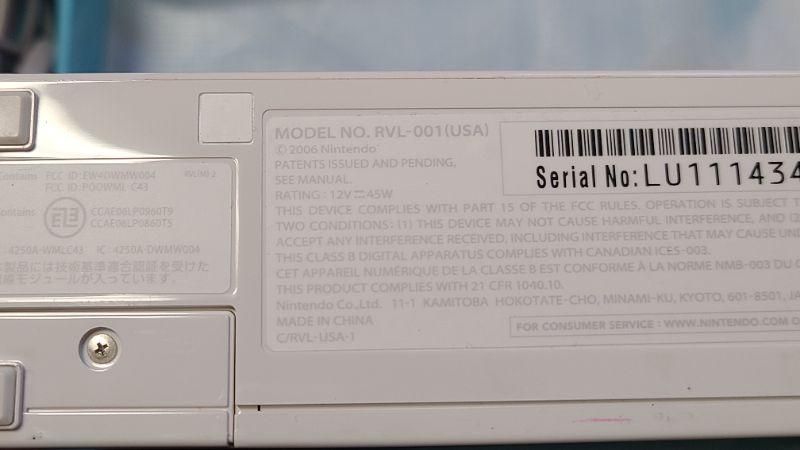 Contains FCC ID:EW4DWMW004 RVL(M) 2
FCC ID:POOWML C43
Contains CCAE06LP0960T9
CCAE06LP0860T5
IC :4250A-WMLC43 IC :4250A-DWMW004
本製品には技術基準適合認証を受けた
無線モジュールが入っています。
MODEL NO. RVL-001(USA)
©2006 Nintendo
PATENTS ISSUED AND PENDING,
SEE MANUAL.
RATING : 12V⎓45W
Serial No:LU111434
THIS DEVICE COMPLIES WITH PART 15 OF THE FCC RULES. OPERATION IS SUBJECT
TWO CONDITIONS: (1) THIS DEVICE MAY NOT CAUSE HARMFUL INTERFERENCE, AND (2)
ACCEPT ANY INTERFERENCE RECEIVED, INCLUDING INTERFERENCE THAT MAY CAUSE
THIS CLASS B DIGITAL APPARATUS COMPLIES WITH CANADIAN ICES-003.
CET APPAREIL NUMÉRIQUE DE LA CLASSE B EST CONFORME À LA NORME NMB-003 DU
THIS PRODUCT COMPLIES WITH 21 CFR 1040.10.
Nintendo Co.,Ltd. 11-1 KAMITOBA HOKOTATE-CHO, MINAMI-KU, KYOTO, 601-8501,
MADE IN CHINA
C/RVL-USA-1
FOR CONSUMER SERVICE : WWW.NINTENDO.COM